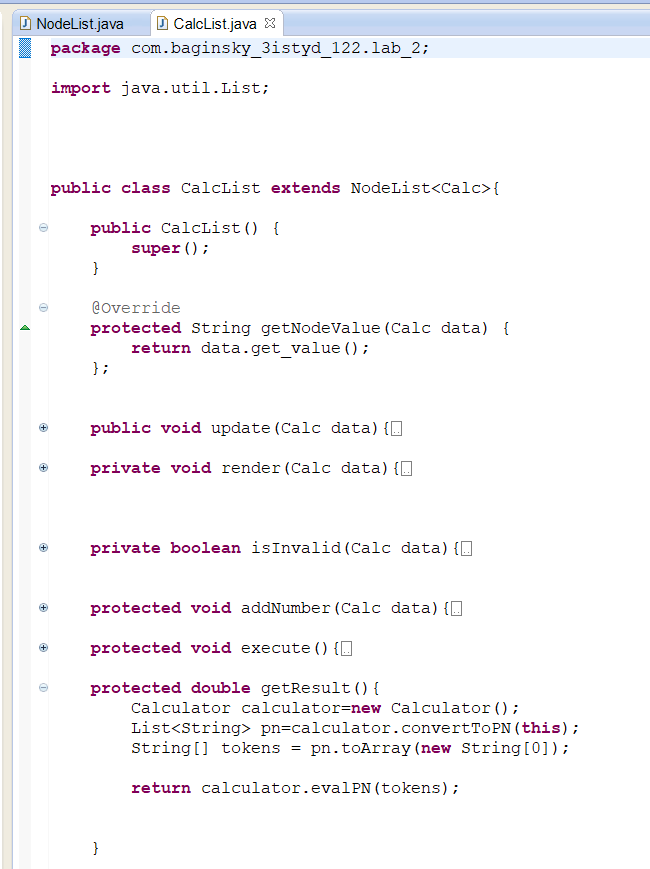 NodeList.java CalcList.java
package com.baginsky_3istyd_122.lab_2;
import java.util.List;
public class CalcList extends NodeList<Calc>{
public CalcList() {
super();
}
@Override
protected String getNodeValue(Calc data) {
return data.get_value();
};
public void update(Calc data){..
private void render(Calc data){..
private boolean isInvalid(Calc data){..
protected void addNumber(Calc data){..
protected void execute(){..
protected double getResult(){
Calculator calculator=new Calculator();
List<String> pn=calculator.convertToPN(this);
String[] tokens = pn.toArray(new String[0]);
return calculator.evalPN(tokens);
}